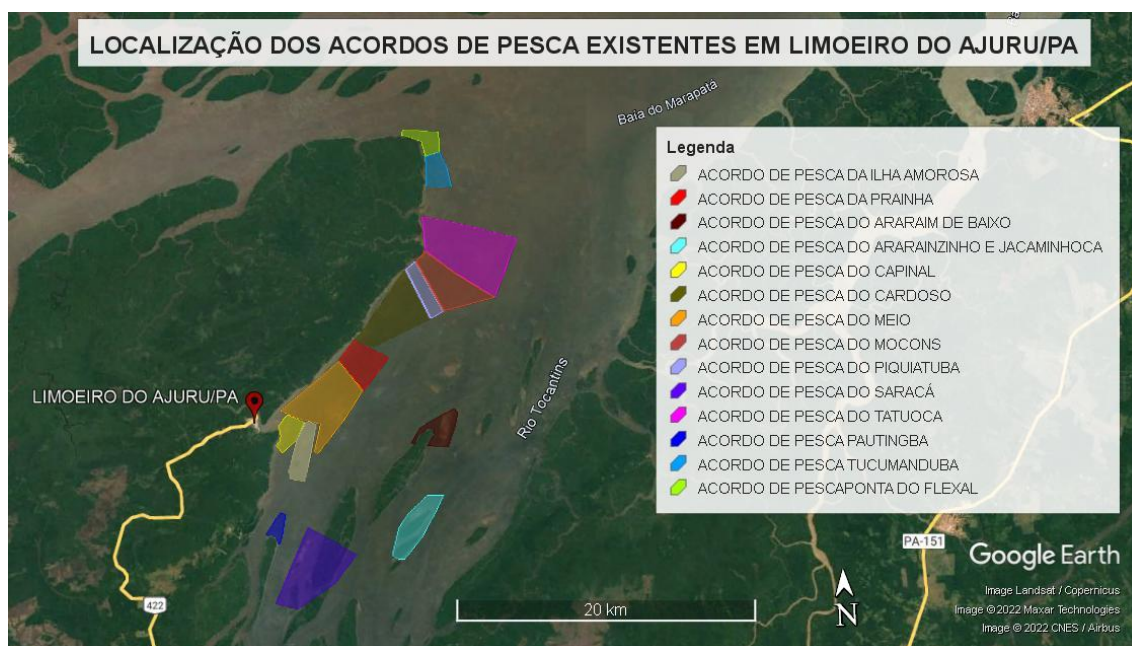 LOCALIZAÇÃO DOS ACORDOS DE PESCA EXISTENTES EM LIMOEIRO DO AJURU/PA
Baía do Marapatá
Legenda
ACORDO DE PESCA DA ILHA AMOROSA
ACORDO DE PESCA DA PRAINHA
ACORDO DE PESCA DO ARARAIM DE BAIXO
ACORDO DE PESCA DO ARARAINZINHO E JACAMINHOCA
ACORDO DE PESCA DO CAPINAL
ACORDO DE PESCA DO CARDOSO
ACORDO DE PESCA DO MEIO
ACORDO DE PESCA DO MOCONS
ACORDO DE PESCA DO PIQUIATUBA
ACORDO DE PESCA DO SARACÁ
ACORDO DE PESCA DO TATUOCA
ACORDO DE PESCA PAUTINGBA
ACORDO DE PESCA TUCUMANDUBA
ACORDO DE PESCAPONTA DO FLEXAL
LIMOEIRO DO AJURU/PA
Rio Tocantins
PA-151
422
20 km
N
Google Earth
Image Landsat / Copernicus
Image © 2022 Maxar Technologies
Image © 2022 CNES / Airbus